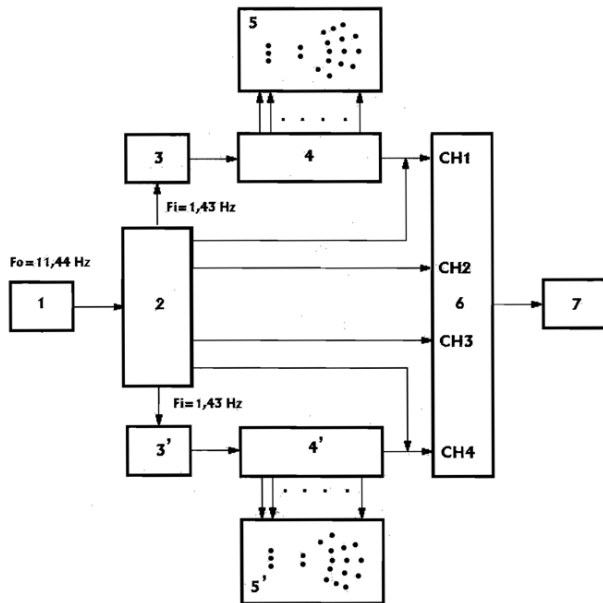 5
3
4
CH1
Fi=1,43 Hz
Fo=11,44 Hz
CH2
1
2
6
7
CH3
Fi=1,43 Hz
3'
4'
CH4
5'